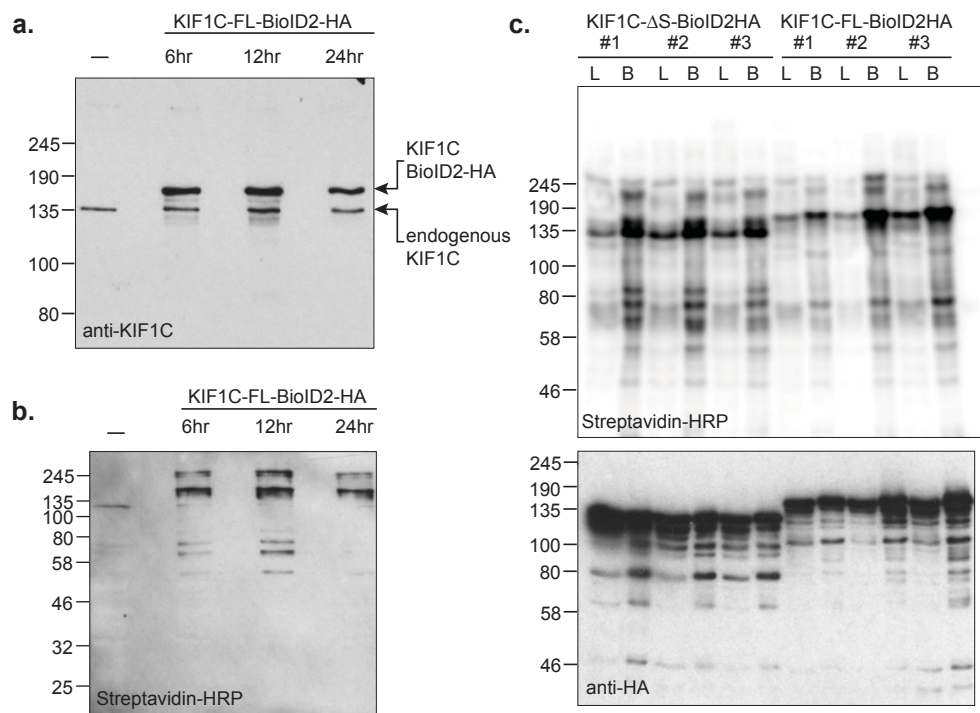 a.
KIF1C-FL-BioID2-HA
— 6hr 12hr 24hr
245
190
135
100
80
KIF1C
BioID2-HA
endogenous
KIF1C
anti-KIF1C
b.
KIF1C-FL-BioID2-HA
— 6hr 12hr 24hr
245
135
100
80
58
46
32
25
Streptavidin-HRP
c.
KIF1C-ΔS-BioID2HA KIF1C-FL-BioID2HA
#1 #2 #3 #1 #2 #3
L B L B L B L B L B L B
245
190
135
100
80
58
46
Streptavidin-HRP
245
190
135
100
80
58
46
anti-HA